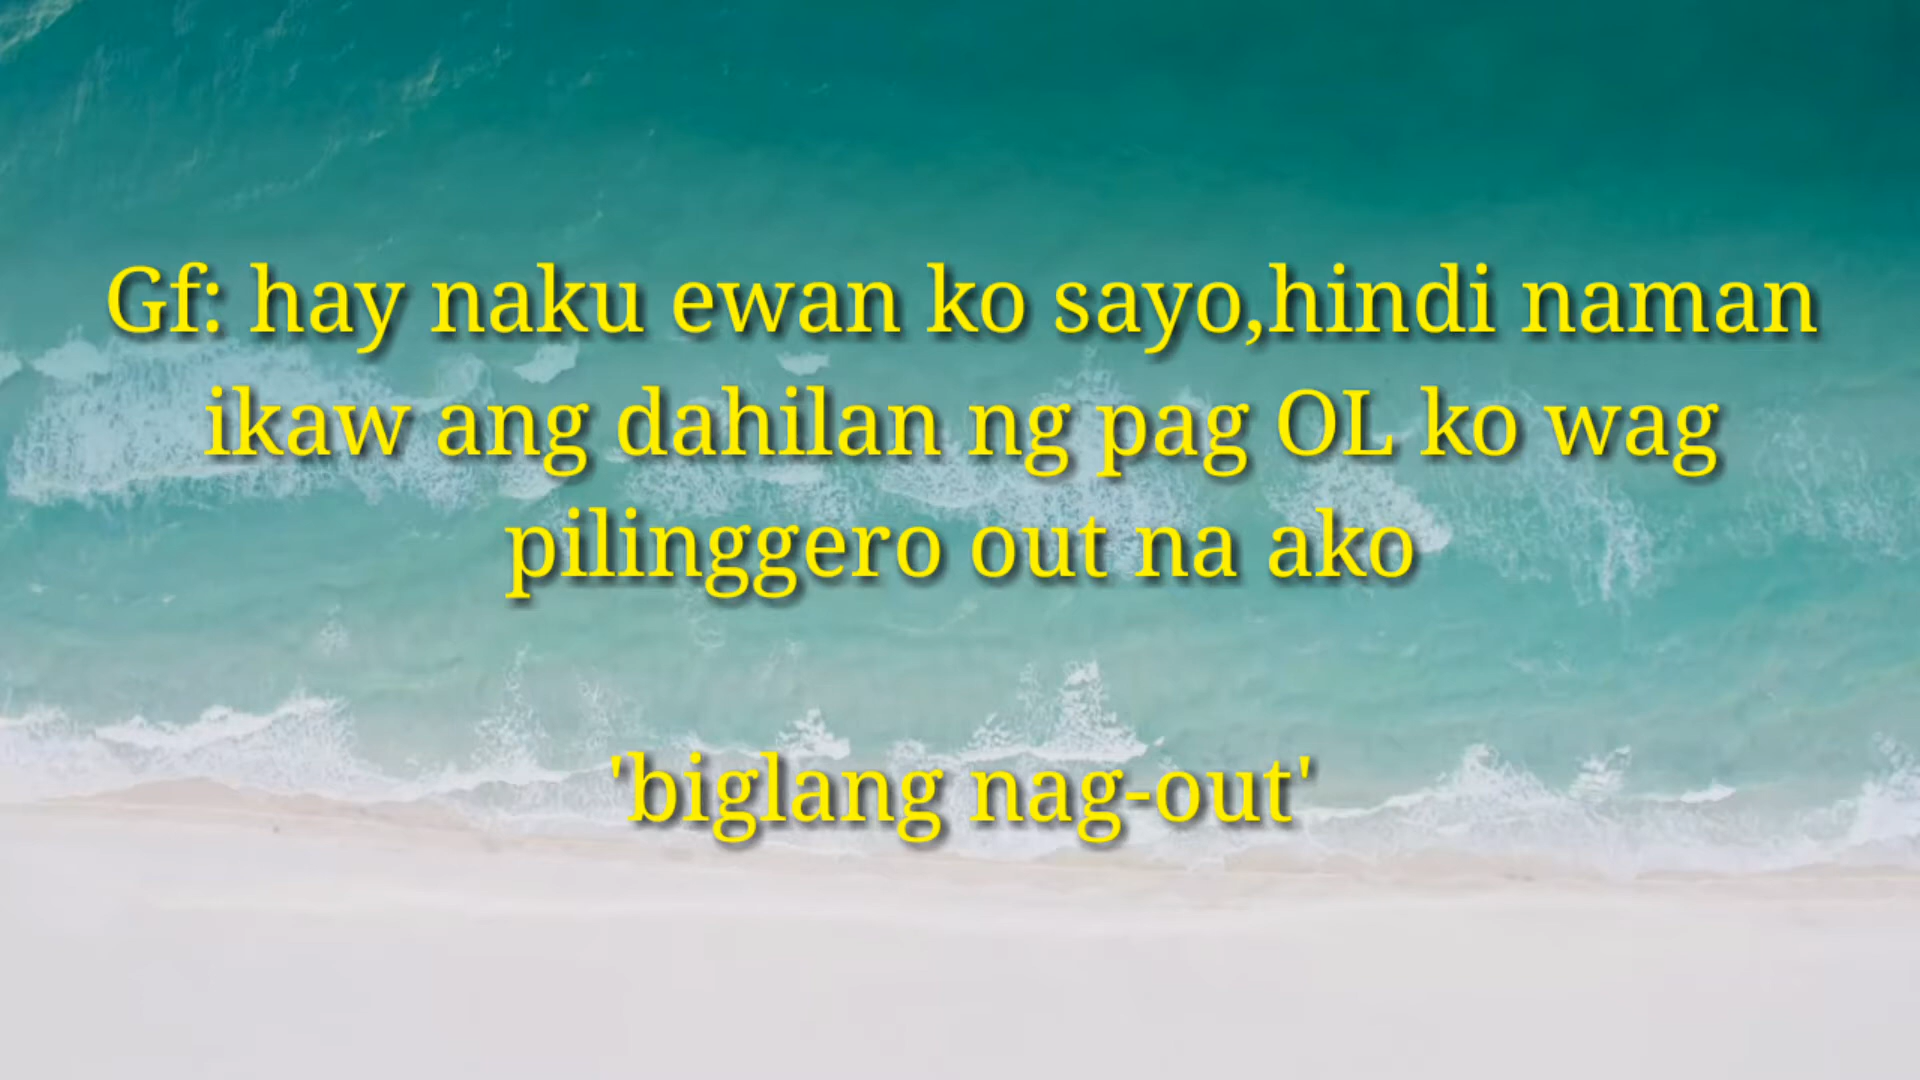 Gf: hay naku ewan ko sayo,hindi naman
ikaw ang dahilan ng pag OL ko wag
pilinggero out na ako
'biglang nag-out'